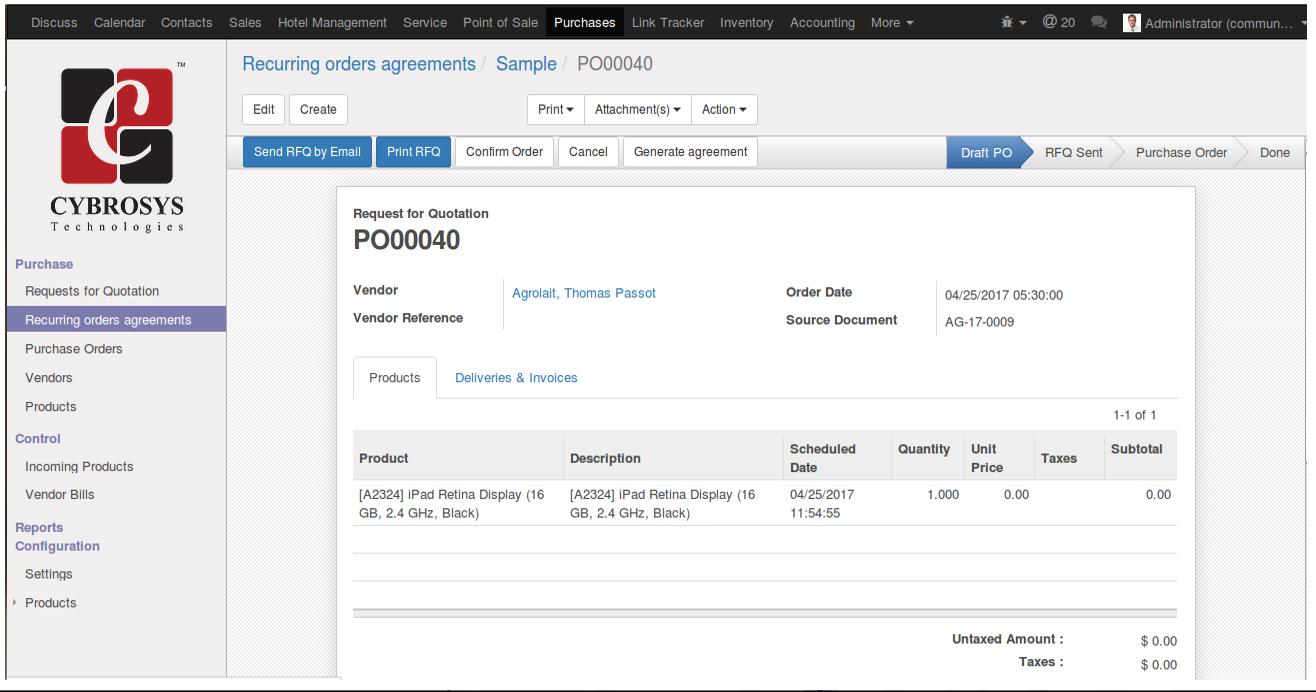 Discuss Calendar Contacts Sales Hotel Management Service Point of Sale Purchases Link Tracker Inventory Accounting More @ 20 Administrator (commun...
TM
CYBROSYS
Technologies
Purchase
Requests for Quotation
Recurring orders agreements
Purchase Orders
Vendors
Products
Control
Incoming Products
Vendor Bills
Reports
Configuration
Settings
Products
Recurring orders agreements / Sample / PO00040
Edit Create Print Attachment(s) Action
Send RFQ by Email Print RFQ Confirm Order Cancel Generate agreement Draft PO RFQ Sent Purchase Order Done
Request for Quotation
PO00040
Vendor Agrolait, Thomas Passot Order Date 04/25/2017 05:30:00
Vendor Reference Source Document AG-17-0009
Products Deliveries & Invoices
1-1 of 1
Product Description Scheduled Date Quantity Unit Price Taxes Subtotal
[A2324] iPad Retina Display (16 [A2324] iPad Retina Display (16 04/25/2017 1.000 0.00 0.00
GB, 2.4 GHz, Black) GB, 2.4 GHz, Black) 11:54:55
Untaxed Amount : $ 0.00
Taxes : $ 0.00